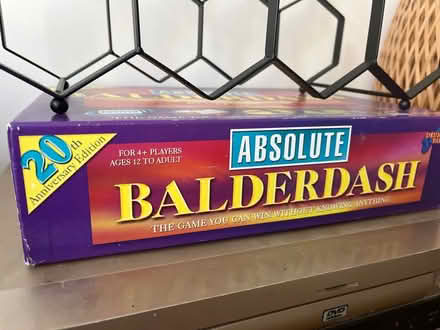 20th
Anniversary Edition
FOR 4+ PLAYERS
AGES 12 TO ADULT
ABSOLUTE
BALDERDASH
THE GAME YOU CAN WIN WITHOUT KNOWING ANYTHING
DVD